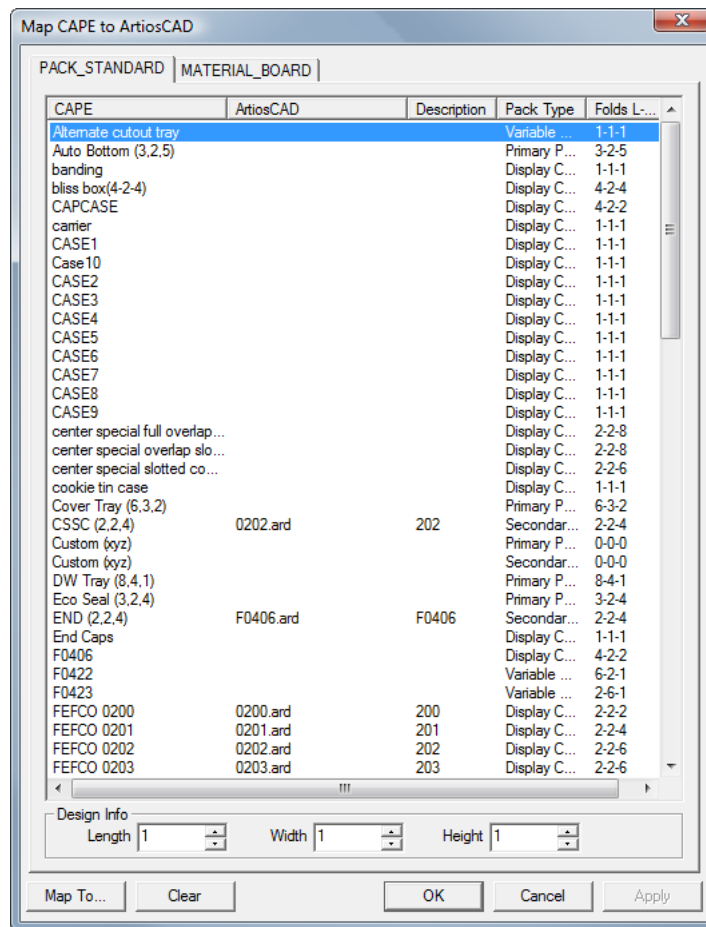 Map CAPE to ArtiosCAD
PACK_STANDARD MATERIAL_BOARD
CAPE ArtiosCAD Description Pack Type Folds L-...
Alternate cutout tray Variable ... 1-1-1
Auto Bottom (3,2,5) Primary P... 3-2-5
banding Display C... 1-1-1
bliss box(4-2-4) Display C... 4-2-4
CAPCASE Display C... 4-2-2
carrier Display C... 1-1-1
CASE1 Display C... 1-1-1
Case10 Display C... 1-1-1
CASE2 Display C... 1-1-1
CASE3 Display C... 1-1-1
CASE4 Display C... 1-1-1
CASE5 Display C... 1-1-1
CASE6 Display C... 1-1-1
CASE7 Display C... 1-1-1
CASE8 Display C... 1-1-1
CASE9 Display C... 1-1-1
center special full overlap... Display C... 2-2-8
center special overlap slo... Display C... 2-2-8
center special slotted co... Display C... 2-2-6
cookie tin case Display C... 1-1-1
Cover Tray (6,3,2) Primary P... 6-3-2
CSSC (2,2,4) 0202.ard 202 Secondar... 2-2-4
Custom (xyz) Primary P... 0-0-0
Custom (xyz) Secondar... 0-0-0
DW Tray (8,4,1) Primary P... 8-4-1
Eco Seal (3,2,4) Primary P... 3-2-4
END (2,2,4) F0406.ard F0406 Secondar... 2-2-4
End Caps Display C... 1-1-1
F0406 Display C... 4-2-2
F0422 Variable ... 6-2-1
F0423 Variable ... 2-6-1
FEFCO 0200 0200.ard 200 Display C... 2-2-2
FEFCO 0201 0201.ard 201 Display C... 2-2-4
FEFCO 0202 0202.ard 202 Display C... 2-2-6
FEFCO 0203 0203.ard 203 Display C... 2-2-6
Design Info
Length 1 Width 1 Height 1
Map To... Clear OK Cancel Apply